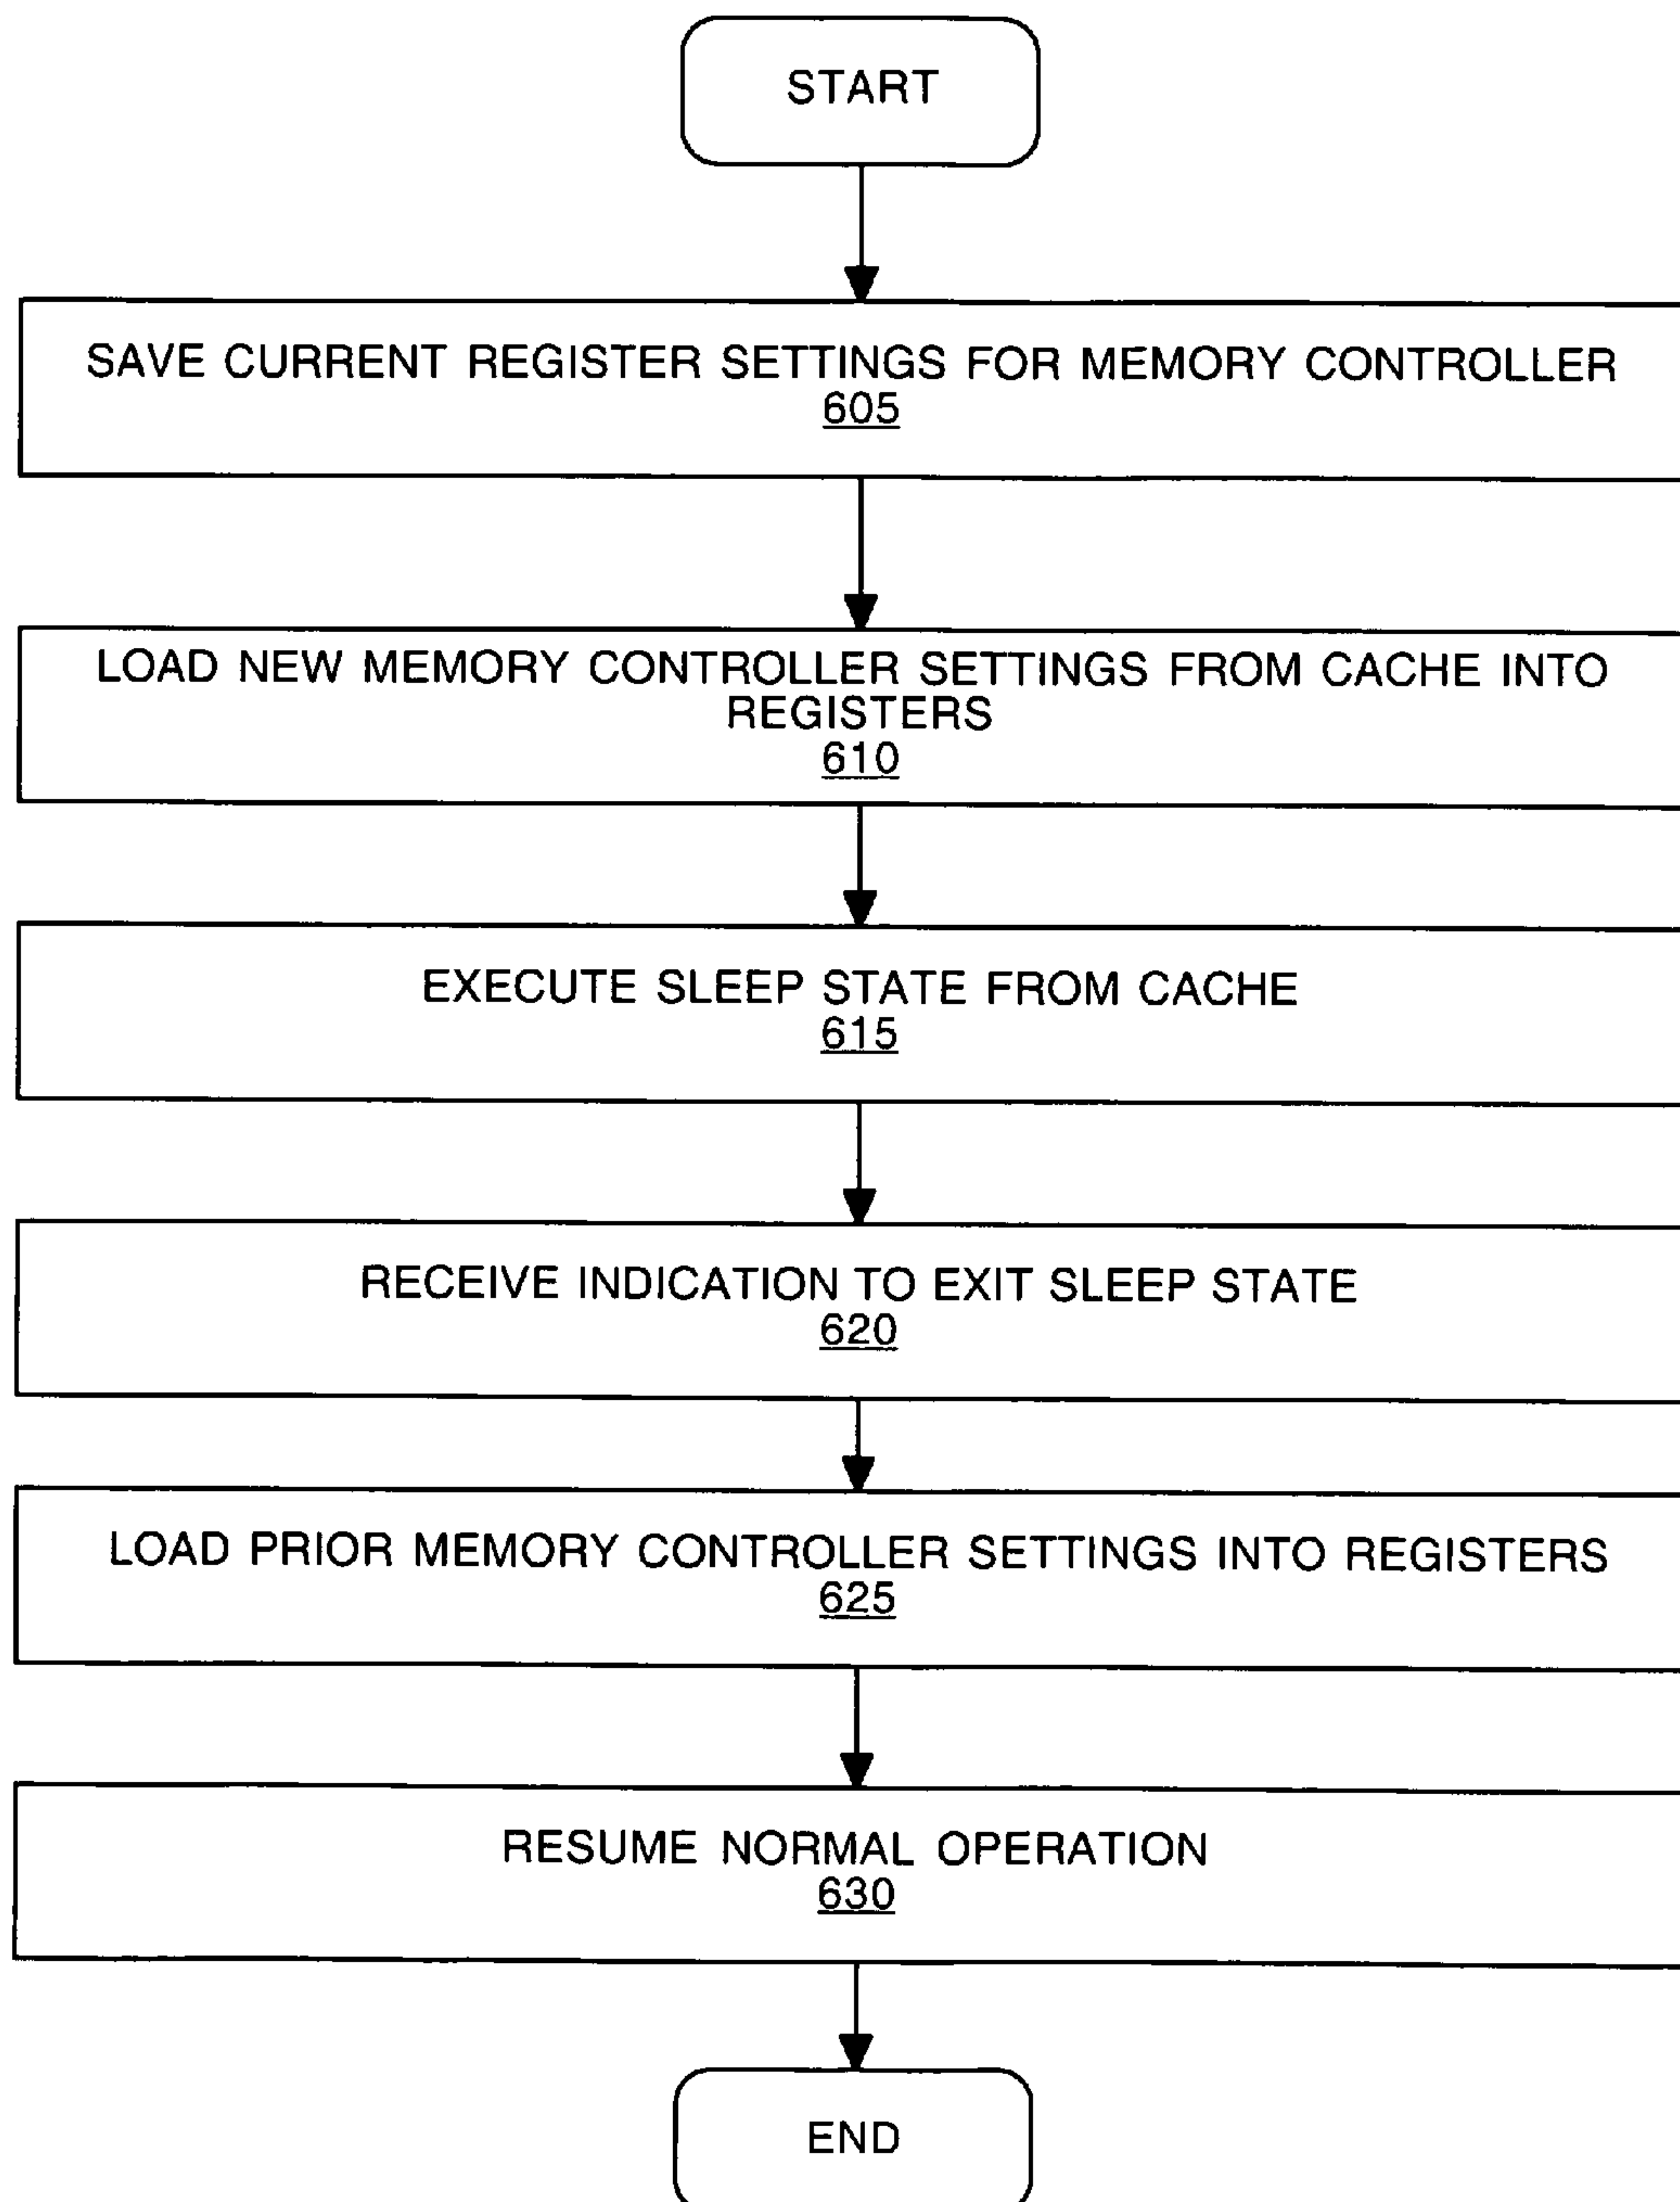 START
SAVE CURRENT REGISTER SETTINGS FOR MEMORY CONTROLLER
605
LOAD NEW MEMORY CONTROLLER SETTINGS FROM CACHE INTO
REGISTERS
610
EXECUTE SLEEP STATE FROM CACHE
615
RECEIVE INDICATION TO EXIT SLEEP STATE
620
LOAD PRIOR MEMORY CONTROLLER SETTINGS INTO REGISTERS
625
RESUME NORMAL OPERATION
630
END